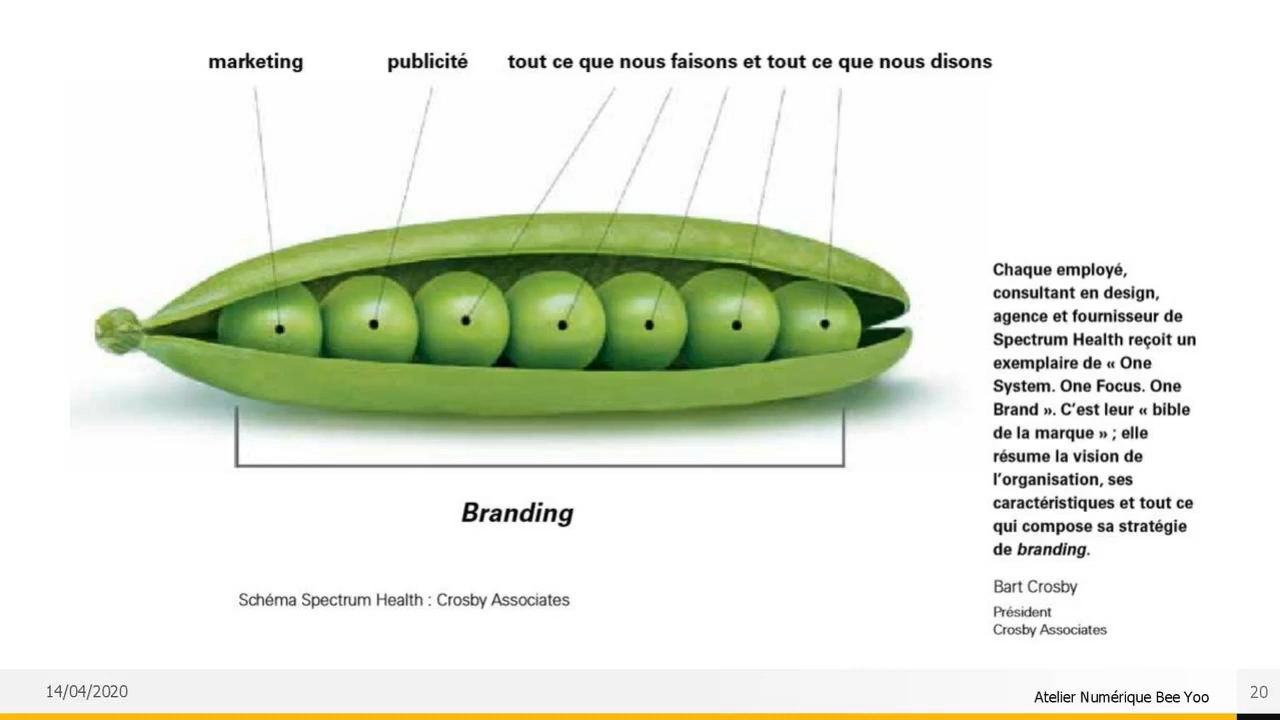 marketing
publicité
tout ce que nous faisons et tout ce que nous disons
Branding
Schéma Spectrum Health : Crosby Associates
Chaque employé,
consultant en design,
agence et fournisseur de
Spectrum Health reçoit un
exemplaire de « One
System. One Focus. One
Brand ». C’est leur « bible
de la marque » ; elle
résume la vision de
l’organisation, ses
caractéristiques et tout ce
qui compose sa stratégie
de branding.
Bart Crosby
Président
Crosby Associates
14/04/2020
Atelier Numérique Bee Yoo
20